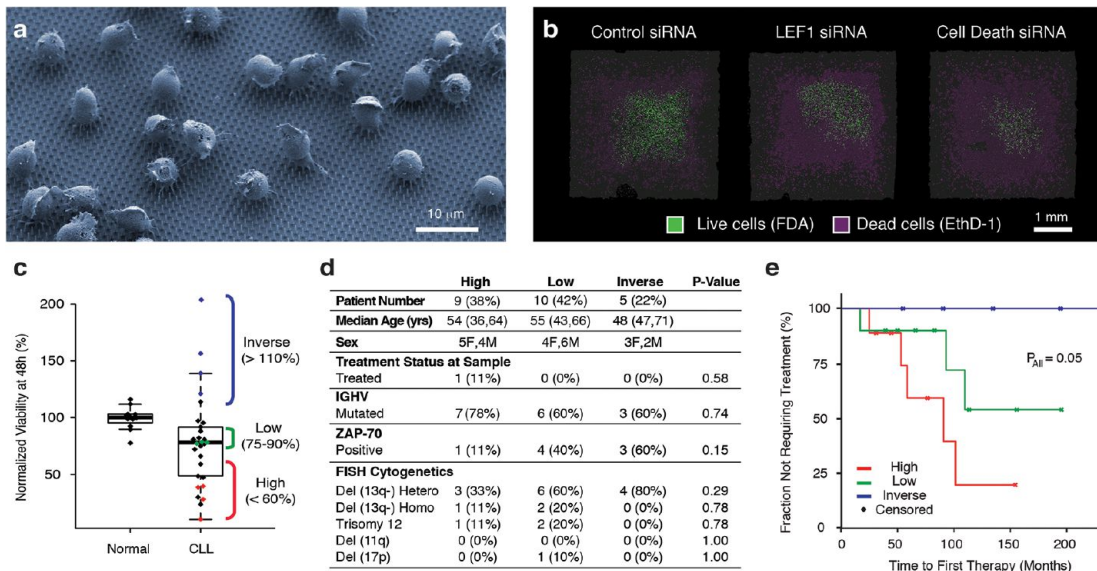 a
10 µm
b
Control siRNA LEF1 siRNA Cell Death siRNA
Live cells (FDA) Dead cells (EthD-1) 1 mm
c
Normalized Viability at 48h (%)
200
150
100
50
Inverse
(> 110%)
Low
(75-90%)
High
(< 60%)
Normal CLL
d
High Low Inverse P-Value
Patient Number 9 (38%) 10 (42%) 5 (22%)
Median Age (yrs) 54 (36,64) 55 (43,66) 48 (47,71)
Sex 5F,4M 4F,6M 3F,2M
Treatment Status at Sample
Treated 1 (11%) 0 (0%) 0 (0%) 0.58
IGHV
Mutated 7 (78%) 6 (60%) 3 (60%) 0.74
ZAP-70
Positive 1 (11%) 4 (40%) 3 (60%) 0.15
FISH Cytogenetics
Del (13q-) Hetero 3 (33%) 6 (60%) 4 (80%) 0.29
Del (13q-) Homo 1 (11%) 2 (20%) 0 (0%) 0.78
Trisomy 12 1 (11%) 2 (20%) 0 (0%) 0.78
Del (11q) 0 (0%) 0 (0%) 0 (0%) 1.00
Del (17p) 0 (0%) 1 (10%) 0 (0%) 1.00
e
Fraction Not Requiring Treatment (%)
100
75
50
25
0
P All = 0.05
High
Low
Inverse
Censored
0 50 100 150 200
Time to First Therapy (Months)